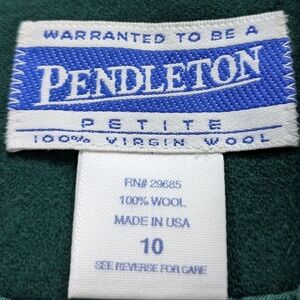 WARRANTED TO BE A
PENDLETON
PETITE
100% VIRGIN WOOL
RN# 29685
100% WOOL
MADE IN USA
10
SEE REVERSE FOR CARE